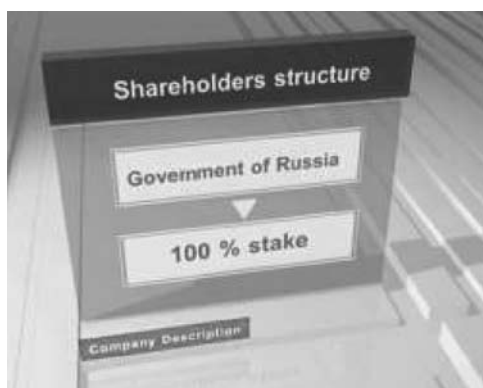 Shareholders structure
Government of Russia
100 % stake
Company Description